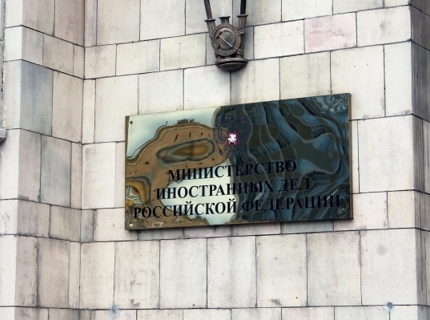 МИНИСТЕРСТВО
ИНОСТРАННЫХ ДЕЛ
РОССИЙСКОЙ ФЕДЕРАЦИИ